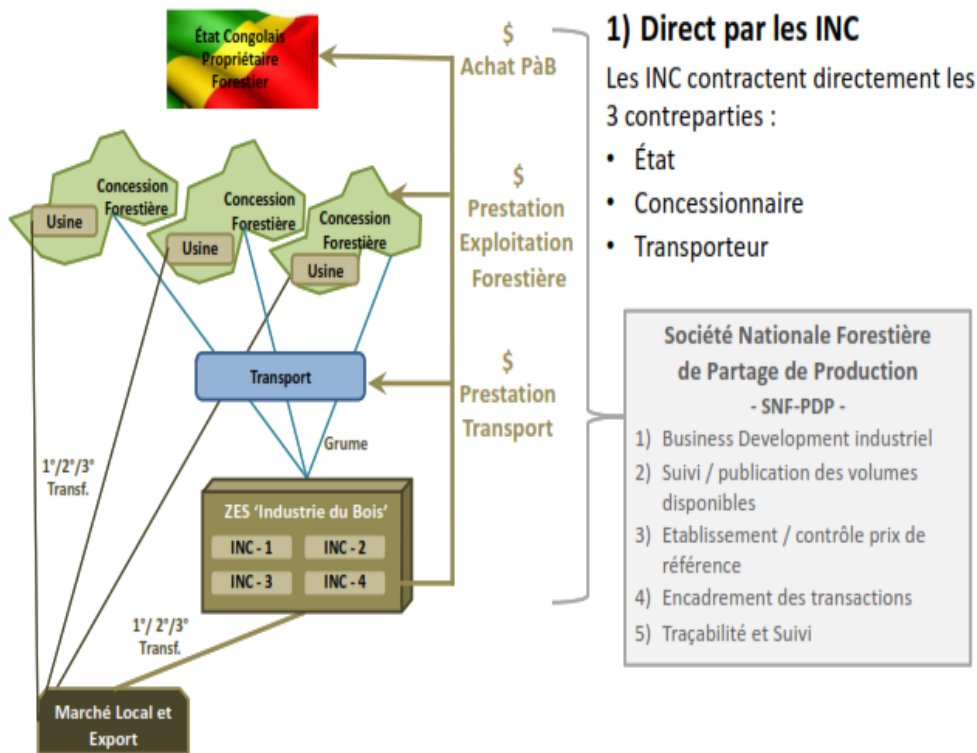 État Congolais
Propriétaire
Forestier
$
Achat PàB
Concession
Forestière
Usine
Concession
Forestière
Usine
Concession
Forestière
Usine
$
Prestation
Exploitation
Forestière
Transport
$
Prestation
Transport
Grume
1°/2°/3°
Transf.
ZES ‘Industrie du Bois’
INC - 1
INC - 2
INC - 3
INC - 4
1°/ 2°/3°
Transf.
Marché Local et
Export
1) Direct par les INC
Les INC contractent directement les
3 contreparties :
• État
• Concessionnaire
• Transporteur
Société Nationale Forestière
de Partage de Production
- SNF-PDP -
1) Business Development industriel
2) Suivi / publication des volumes
disponibles
3) Etablissement / contrôle prix de
référence
4) Encadrement des transactions
5) Traçabilité et Suivi